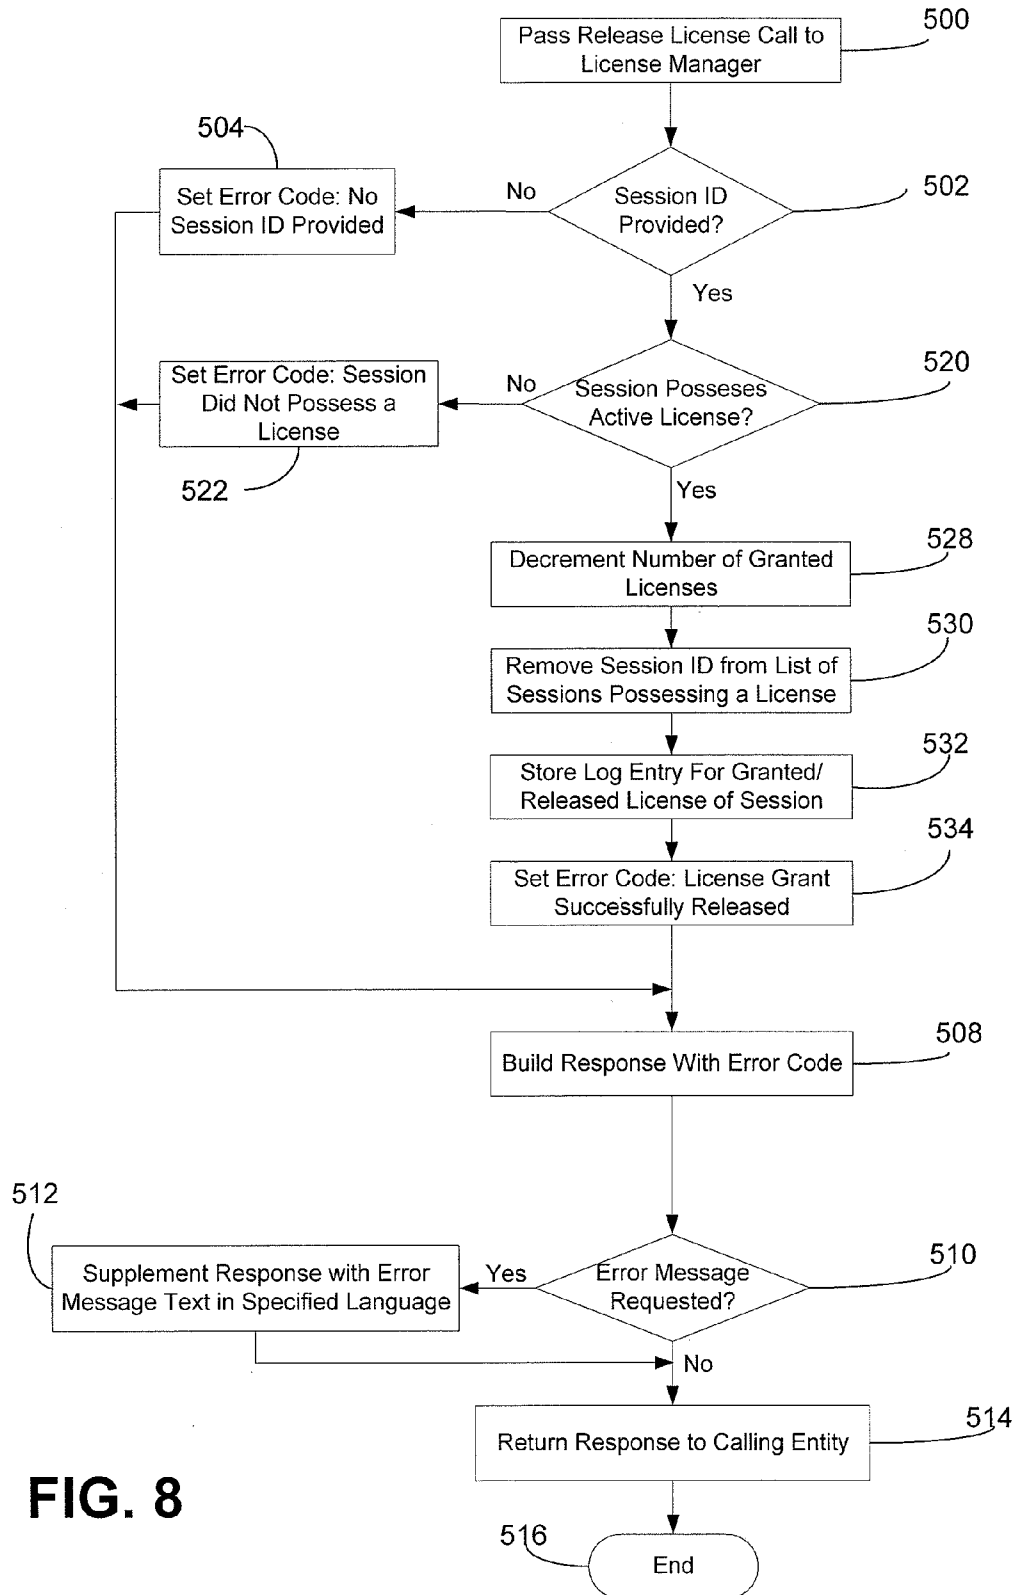 Pass Release License Call to
License Manager
500
504
Set Error Code: No
Session ID Provided
No
Session ID
Provided?
502
Yes
Set Error Code: Session
Did Not Possess a
License
522
No
Session Posseses
Active License?
520
Yes
Decrement Number of Granted
Licenses
528
Remove Session ID from List of
Sessions Possessing a License
530
Store Log Entry For Granted/
Released License of Session
532
Set Error Code: License Grant
Successfully Released
534
Build Response With Error Code
508
512
Supplement Response with Error
Message Text in Specified Language
Yes
Error Message
Requested?
510
No
Return Response to Calling Entity
514
FIG. 8
516
End